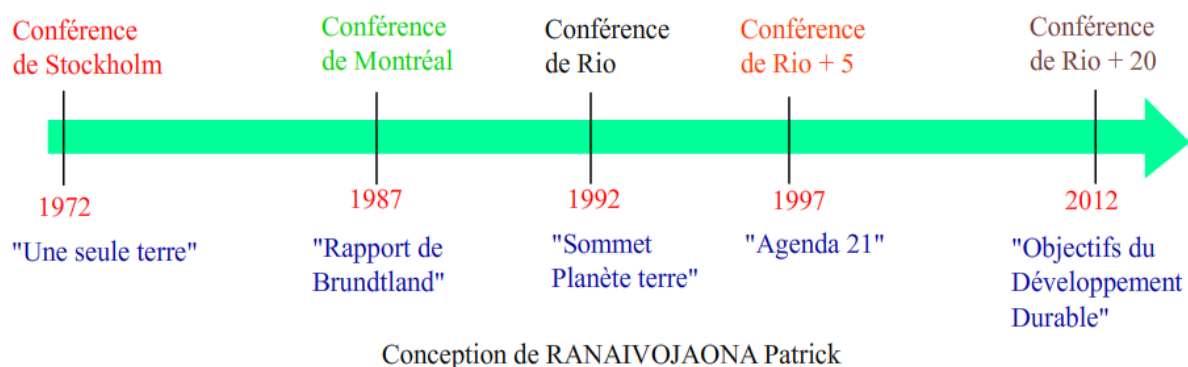 Conférence
de Stockholm
Conférence
de Montréal
Conférence
de Rio
Conférence
de Rio + 5
Conférence
de Rio + 20
1972
1987
1992
1997
2012
"Une seule terre"
"Rapport de
Brundtland"
"Sommet
Planète terre"
"Agenda 21"
"Objectifs du
Développement
Durable"
Conception de RANAIVOJAONA Patrick